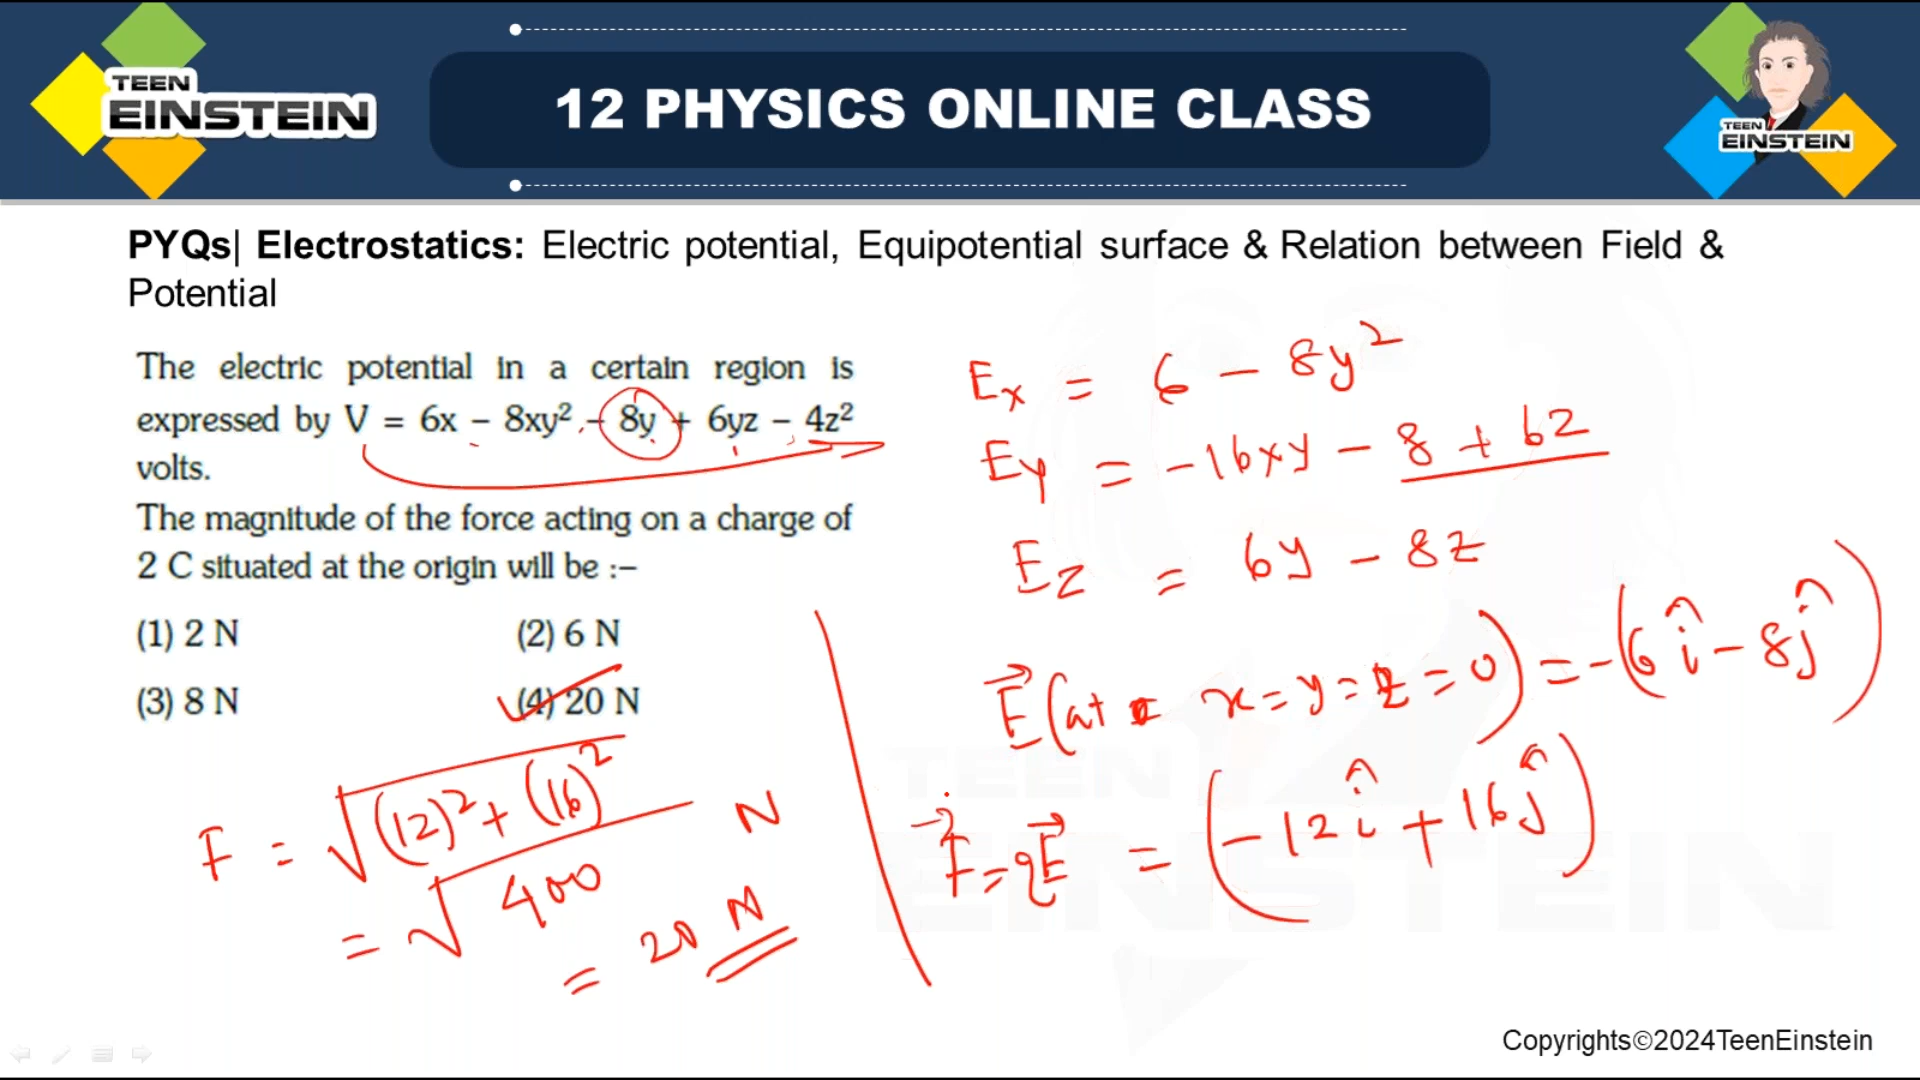 TEEN
EINSTEIN
12 PHYSICS ONLINE CLASS
TEEN
EINSTEIN
PYQs| Electrostatics: Electric potential, Equipotential surface & Relation between Field &
Potential
The electric potential in a certain region is
expressed by V = 6x − 8xy² − 8y + 6yz − 4z²
volts.
The magnitude of the force acting on a charge of
2 C situated at the origin will be :−
(1) 2 N (2) 6 N
(3) 8 N (4) 20 N
F = √(12)² + (16)² N
= √400
= 20 N
Ex = 6 − 8y²
Ey = −16xy − 8 + 6z
Ez = 6y − 8z
E⃗ (at x = y = z = 0) = −(6î − 8ĵ)
F⃗ = qE⃗ = (−12î + 16ĵ)
TEEN
EINSTEIN
Copyrights©2024TeenEinstein